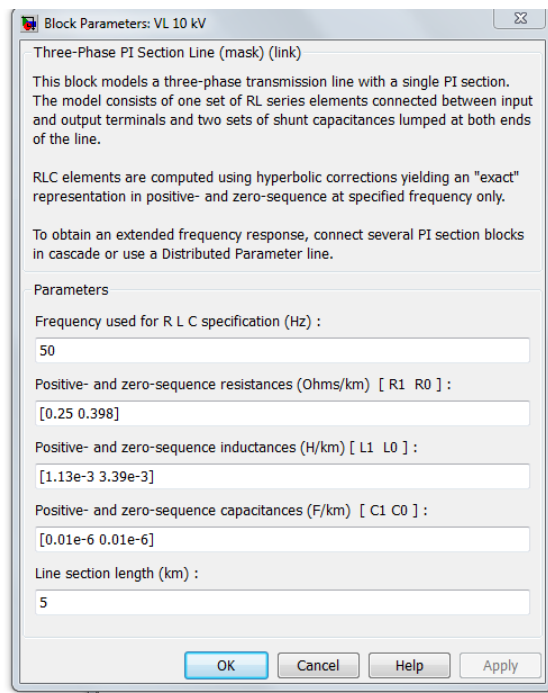 Block Parameters: VL 10 kV
Three-Phase PI Section Line (mask) (link)
This block models a three-phase transmission line with a single PI section.
The model consists of one set of RL series elements connected between input
and output terminals and two sets of shunt capacitances lumped at both ends
of the line.
RLC elements are computed using hyperbolic corrections yielding an "exact"
representation in positive- and zero-sequence at specified frequency only.
To obtain an extended frequency response, connect several PI section blocks
in cascade or use a Distributed Parameter line.
Parameters
Frequency used for R L C specification (Hz) :
50
Positive- and zero-sequence resistances (Ohms/km) [ R1 R0 ] :
[0.25 0.398]
Positive- and zero-sequence inductances (H/km) [ L1 L0 ] :
[1.13e-3 3.39e-3]
Positive- and zero-sequence capacitances (F/km) [ C1 C0 ] :
[0.01e-6 0.01e-6]
Line section length (km) :
5
OK Cancel Help Apply